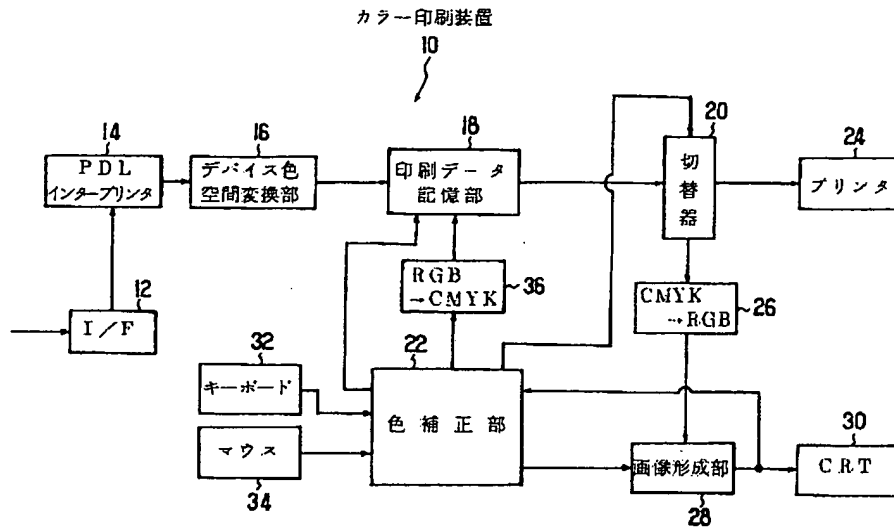 カラー印刷装置
10
14
16
18
20
24
PDL
インタープリンタ
デバイス色
空間変換部
印刷データ
記憶部
切替器
プリンタ
12
I/F
RGB
→CMYK
36
CMYK
→RGB
26
32
キーボード
22
色補正部
30
マウス
34
画像形成部
28
CRT